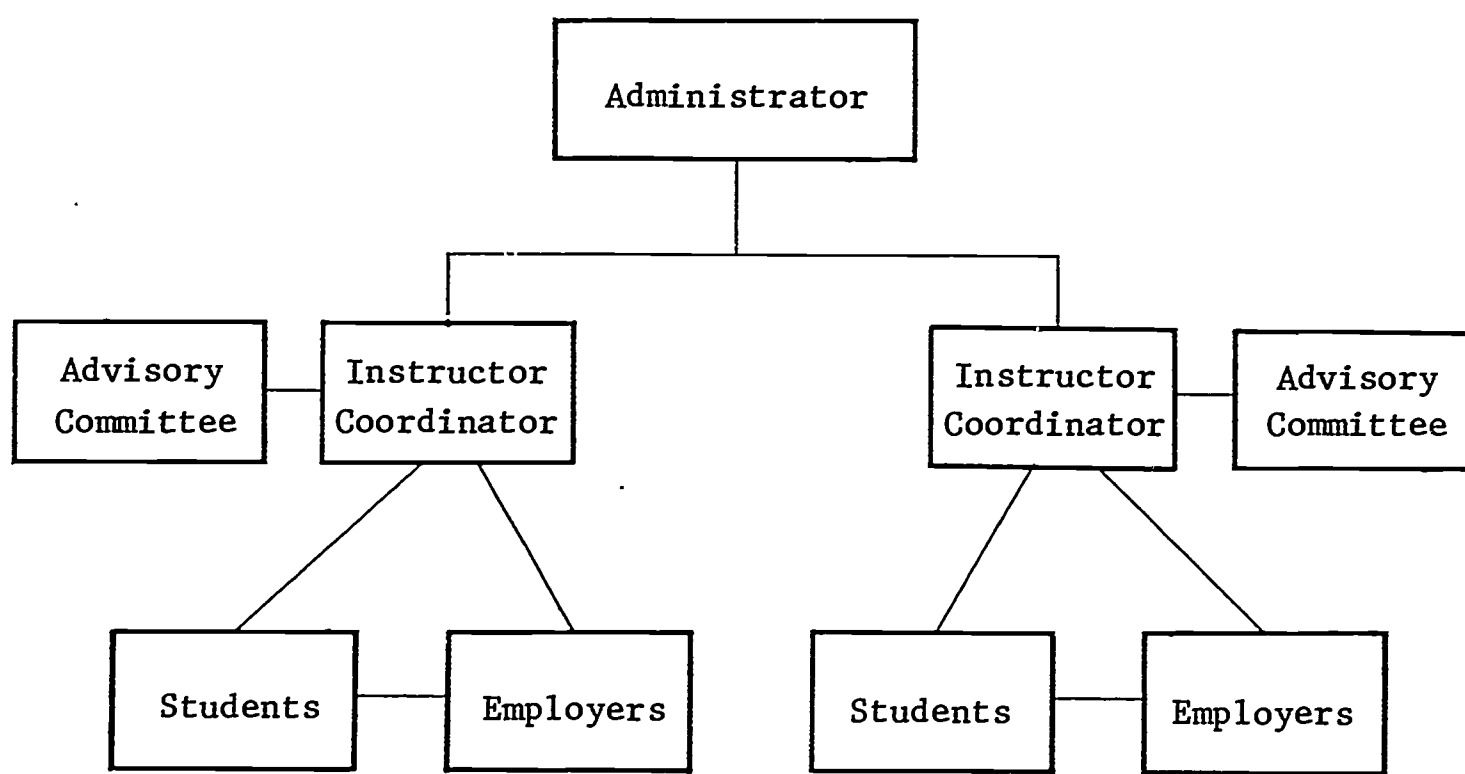 Administrator
Advisory
Committee
Instructor
Coordinator
Instructor
Coordinator
Advisory
Committee
Students
Employers
Students
Employers